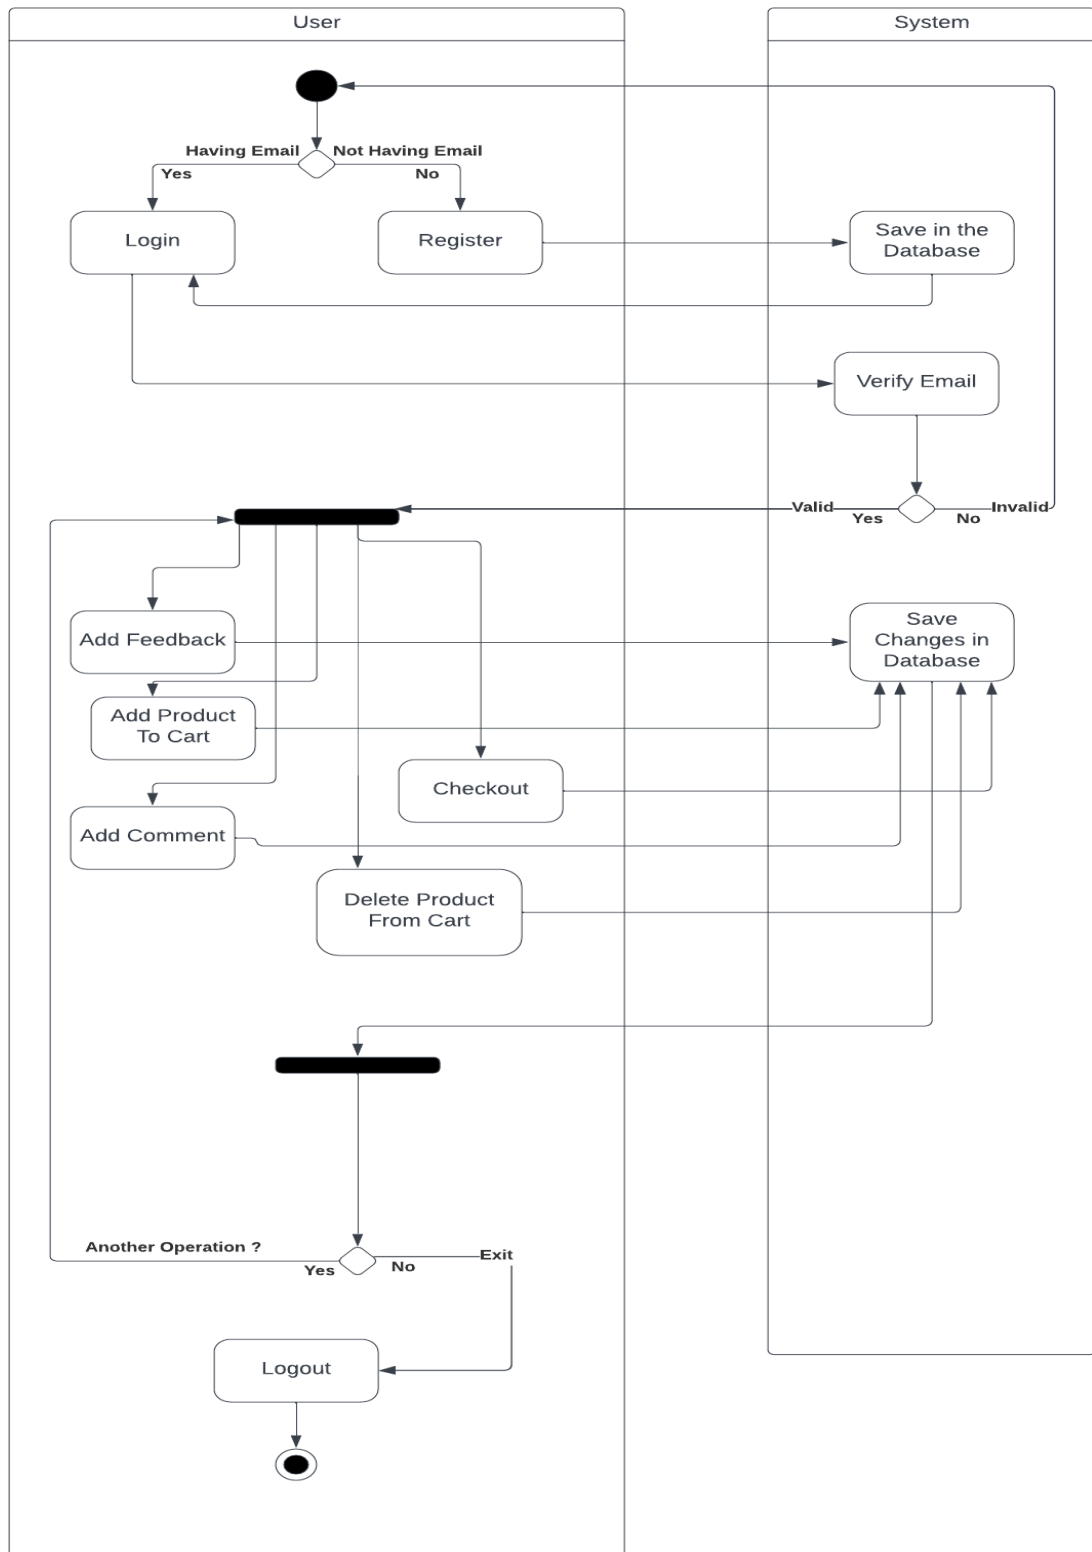 User
System
Having Email
Not Having Email
Yes
No
Login
Register
Save in the
Database
Verify Email
Valid
Yes
No
Invalid
Add Feedback
Save
Changes in
Database
Add Product
To Cart
Checkout
Add Comment
Delete Product
From Cart
Another Operation ?
Yes
No
Exit
Logout